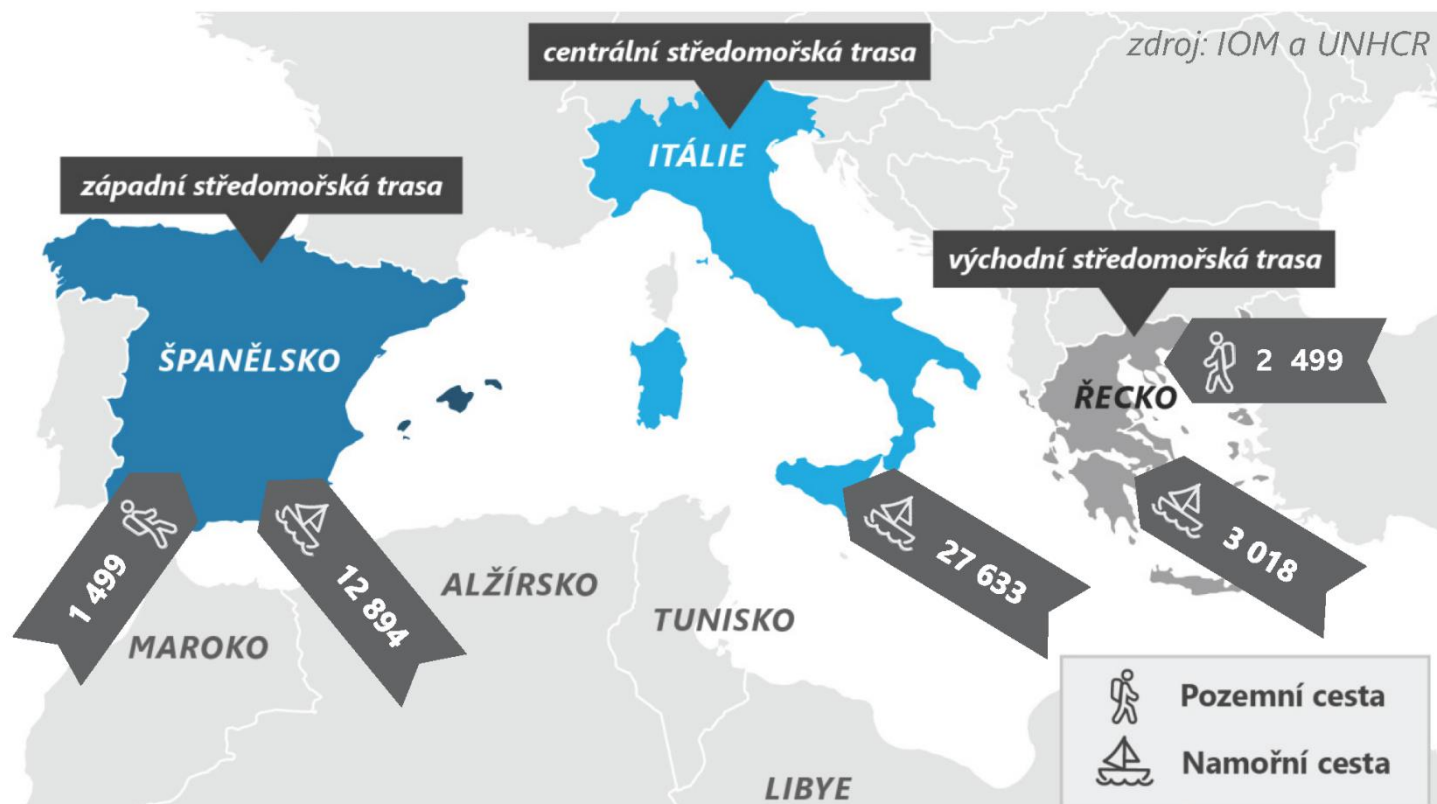 zdroj: IOM a UNHCR
centrální středomořská trasa
ITÁLIE
západní středomořská trasa
východní středomořská trasa
ŠPANĚLSKO
2 499
ŘECKO
1 499
12 894
27 633
3 018
ALŽÍRSKO
TUNISKO
MAROKO
Pozemní cesta
Namořní cesta
LIBYE